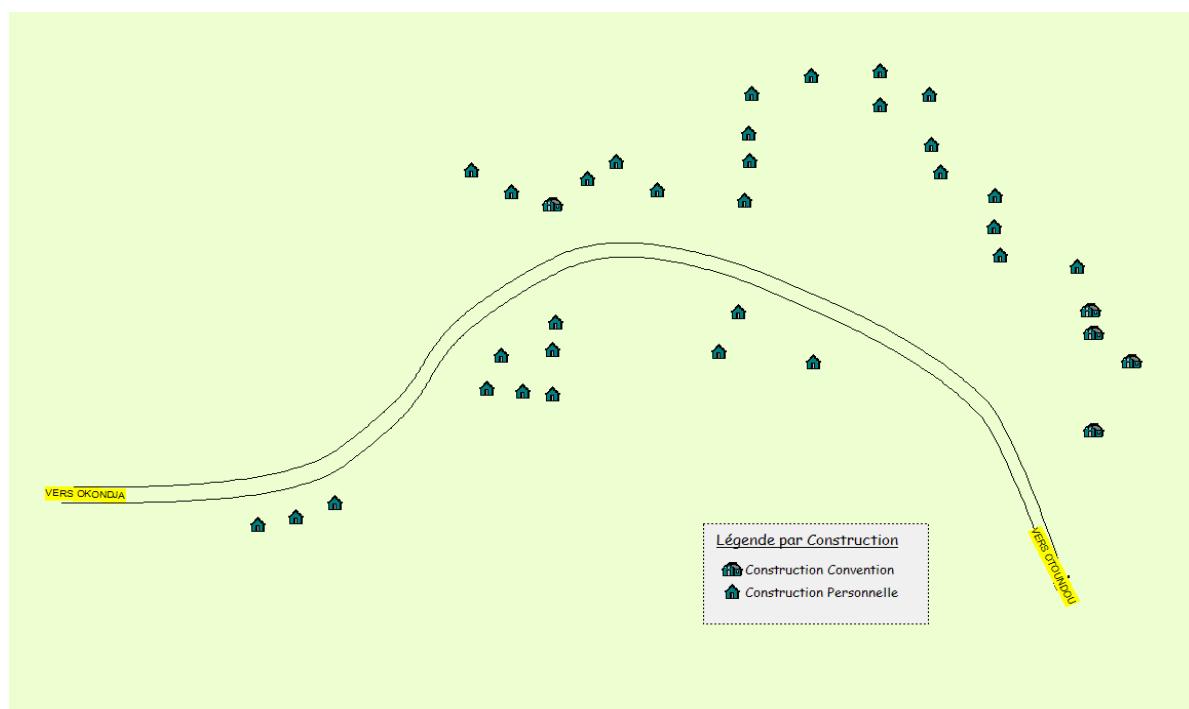 VERS OKONDJA
VERS OTOUNDOU
Légende par Construction
Construction Convention
Construction Personnelle